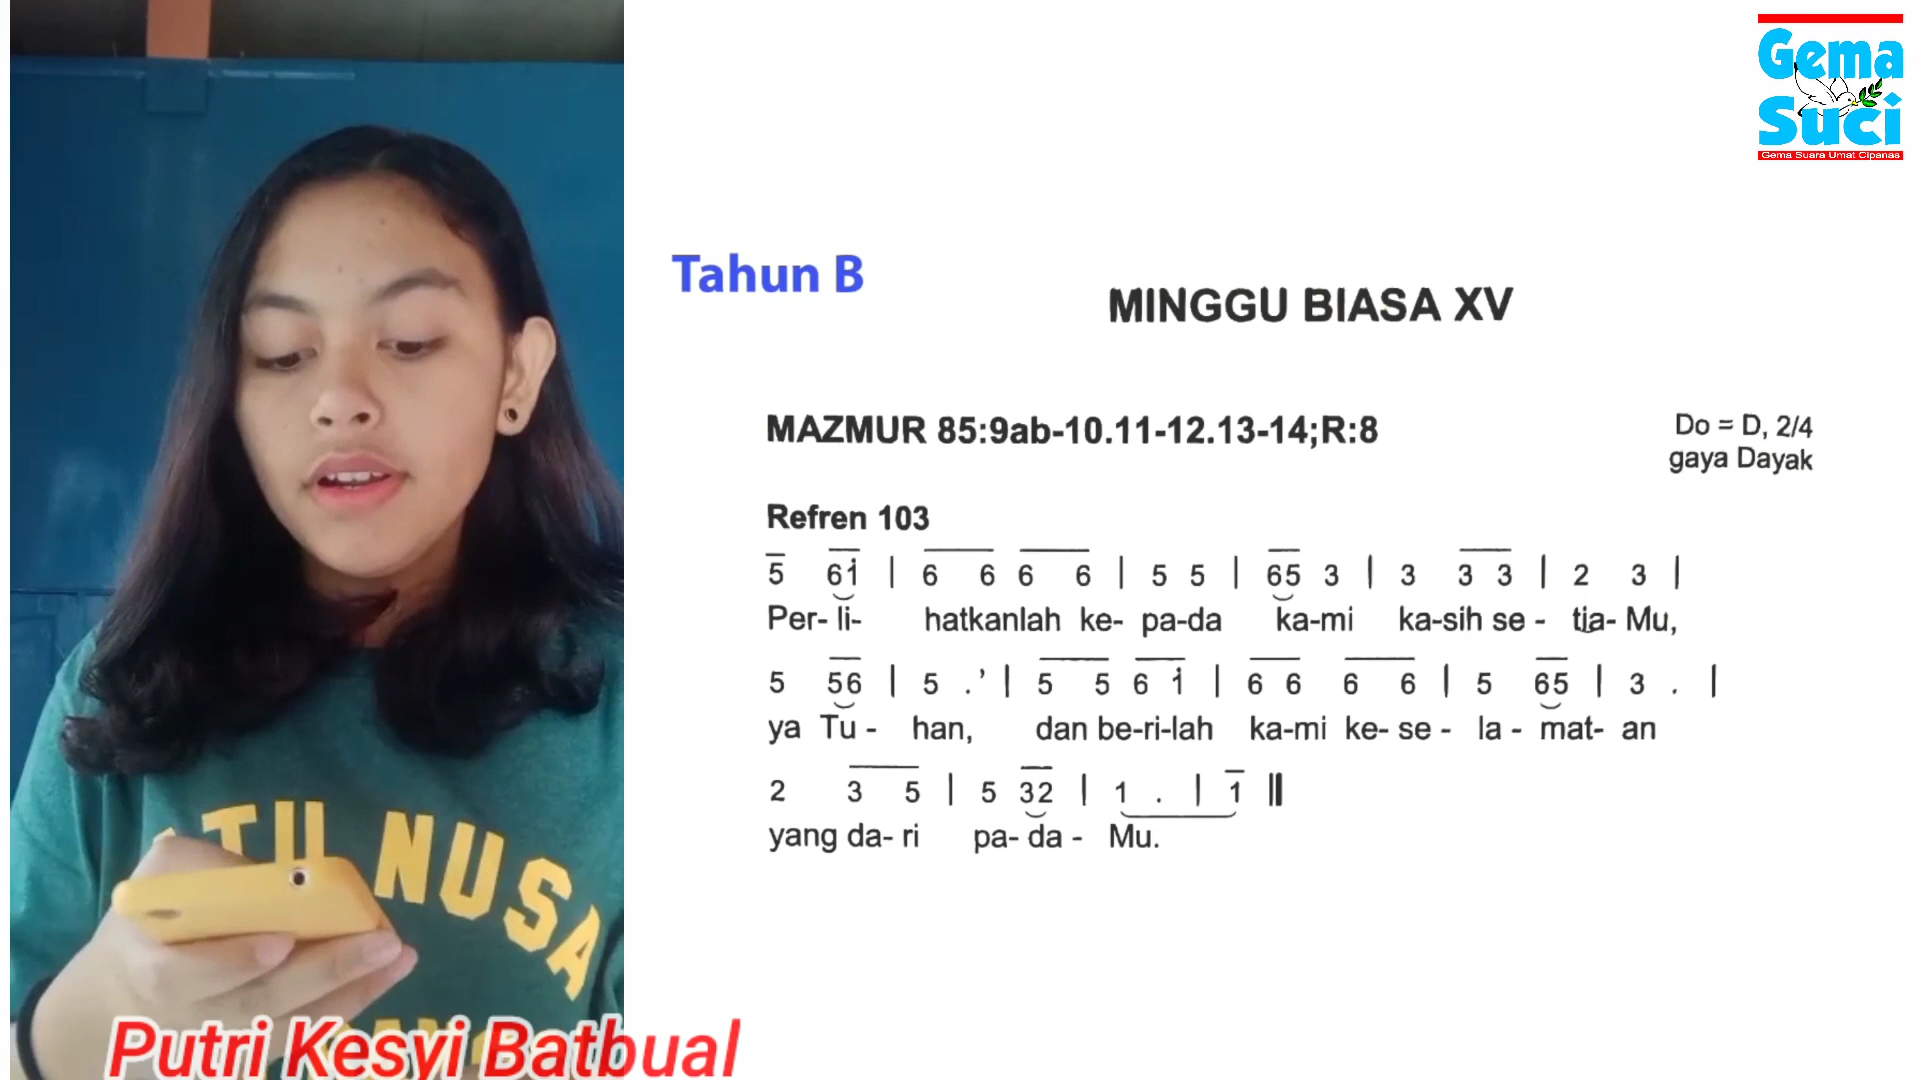 Gema
Suci
Gema Suara Umat Cipanas
Tahun B
MINGGU BIASA XV
MAZMUR 85:9ab-10.11-12.13-14;R:8
Do = D, 2/4
gaya Dayak
Refren 103
5 61̇ | 6 6 6 6 | 5 5 | 65 3 | 3 3 3 | 2 3 |
Per- li- hatkanlah ke- pa-da ka-mi ka-sih se - tia- Mu,
5 56 | 5 .’ | 5 5 6 1̇ | 6 6 6 6 | 5 65 | 3 . |
ya Tu - han, dan be-ri-lah ka-mi ke- se - la - mat- an
2 3 5 | 5 32 | 1 . | 1 ||
yang da- ri pa- da - Mu.
TU NUSA
Putri Kesyi Batbual